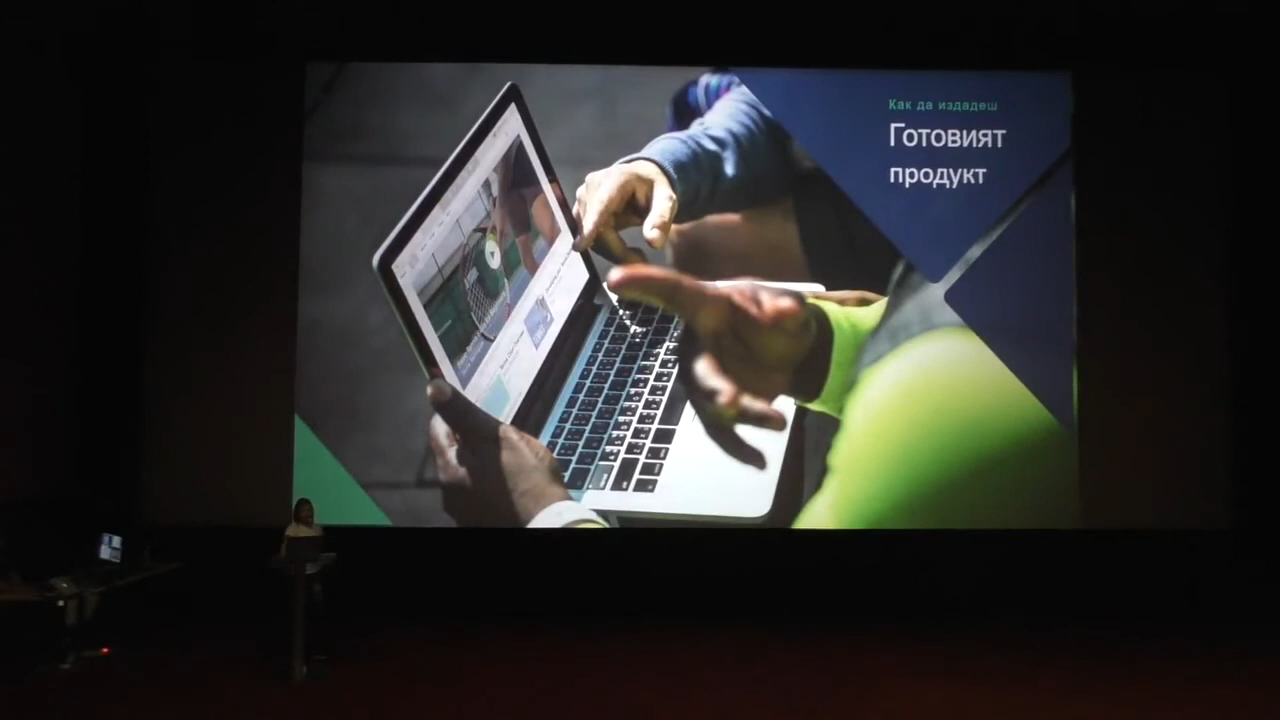 Как да издадеш
Готовият
продукт